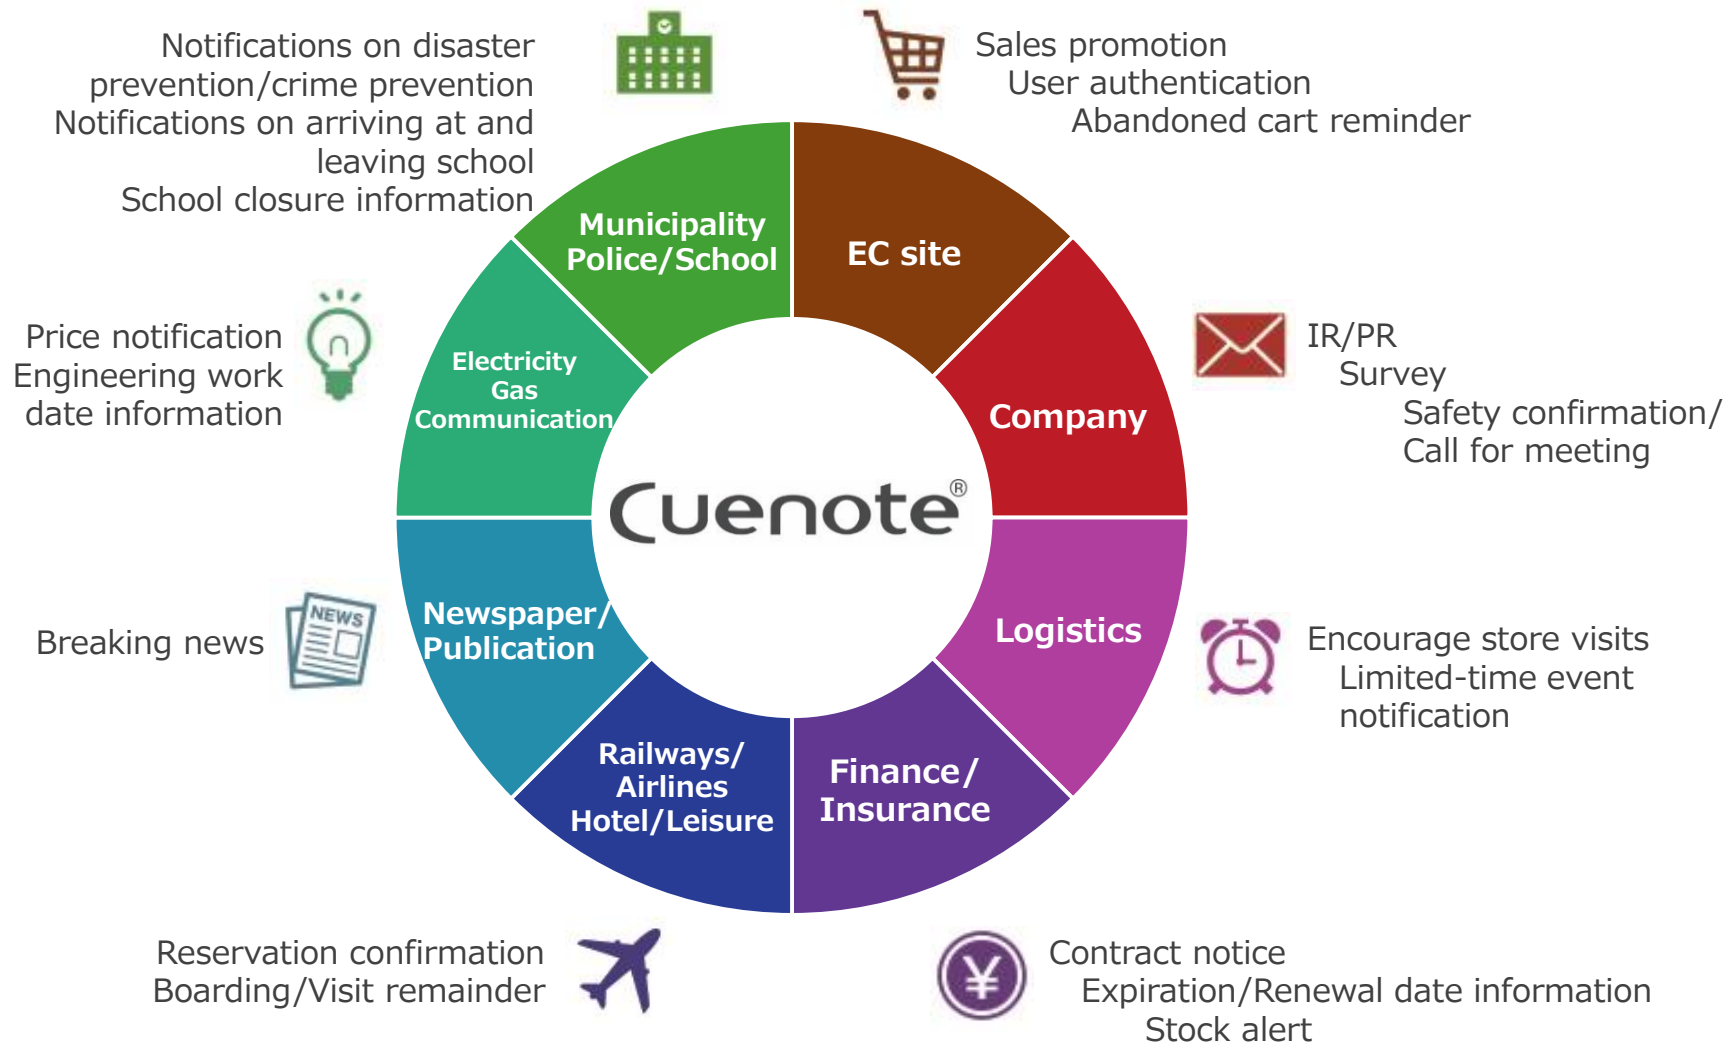 Notifications on disaster
prevention/crime prevention
Notifications on arriving at and
leaving school
School closure information
Sales promotion
User authentication
Abandoned cart reminder
Municipality
Police/School
EC site
Price notification
Engineering work
date information
Electricity
Gas
Communication
Company
IR/PR
Survey
Safety confirmation/
Call for meeting
Cuenote®
Breaking news
NEWS
Newspaper/
Publication
Logistics
Encourage store visits
Limited-time event
notification
Railways/
Airlines
Hotel/Leisure
Finance/
Insurance
Reservation confirmation
Boarding/Visit remainder
¥
Contract notice
Expiration/Renewal date information
Stock alert